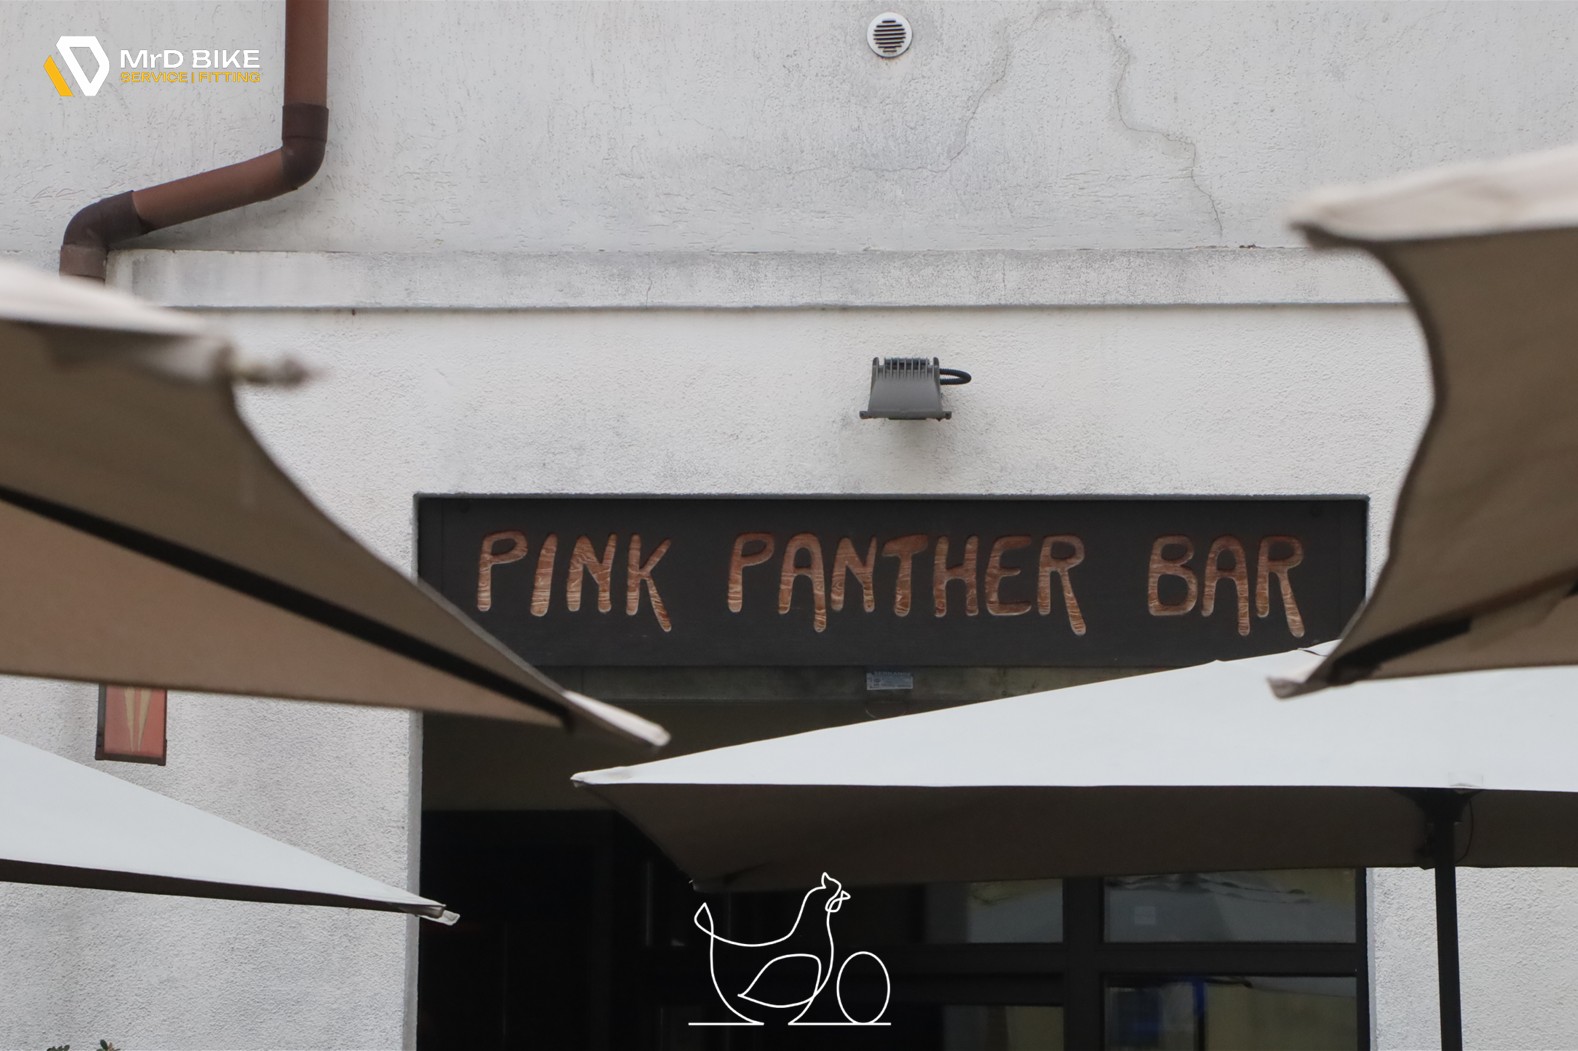 MrD BIKE
SERVICE | FITTING
PINK PANTHER BAR